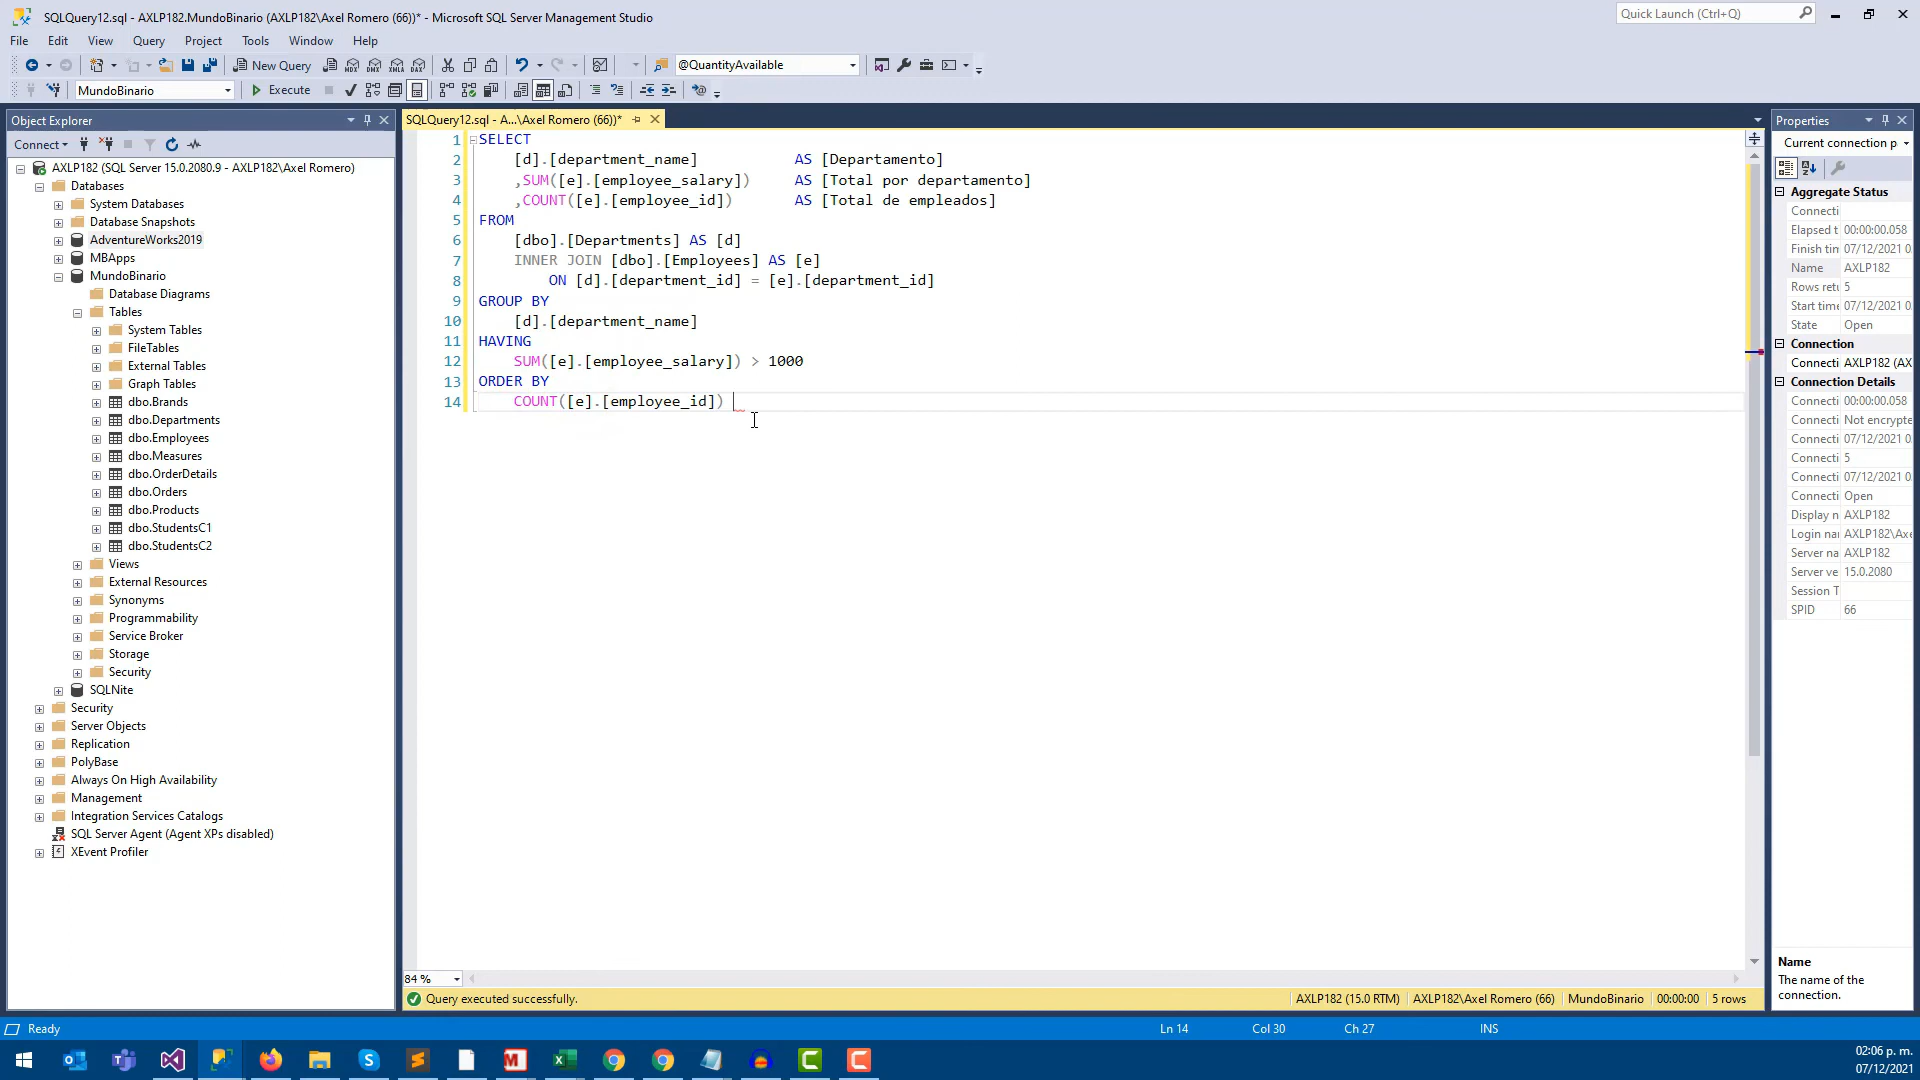 SQLQuery12.sql - AXLP182.MundoBinario (AXLP182\Axel Romero (66))* - Microsoft SQL Server Management Studio
Quick Launch (Ctrl+Q)
File Edit View Query Project Tools Window Help
New Query
@QuantityAvailable
MundoBinario
Execute
Object Explorer
Connect
AXLP182 (SQL Server 15.0.2080.9 - AXLP182\Axel Romero)
Databases
System Databases
Database Snapshots
AdventureWorks2019
MBApps
MundoBinario
Database Diagrams
Tables
System Tables
FileTables
External Tables
Graph Tables
dbo.Brands
dbo.Departments
dbo.Employees
dbo.Measures
dbo.OrderDetails
dbo.Orders
dbo.Products
dbo.StudentsC1
dbo.StudentsC2
Views
External Resources
Synonyms
Programmability
Service Broker
Storage
Security
SQLNite
Security
Server Objects
Replication
PolyBase
Always On High Availability
Management
Integration Services Catalogs
SQL Server Agent (Agent XPs disabled)
XEvent Profiler
SQLQuery12.sql - A...\Axel Romero (66))*
1 SELECT
2 [d].[department_name] AS [Departamento]
3 ,SUM([e].[employee_salary]) AS [Total por departamento]
4 ,COUNT([e].[employee_id]) AS [Total de empleados]
5 FROM
6 [dbo].[Departments] AS [d]
7 INNER JOIN [dbo].[Employees] AS [e]
8 ON [d].[department_id] = [e].[department_id]
9 GROUP BY
10 [d].[department_name]
11 HAVING
12 SUM([e].[employee_salary]) > 1000
13 ORDER BY
14 COUNT([e].[employee_id])
84 %
Query executed successfully.
AXLP182 (15.0 RTM) AXLP182\Axel Romero (66) MundoBinario 00:00:00 5 rows
Properties
Current connection p
Aggregate Status
Connecti
Elapsed t 00:00:00.058
Finish tim 07/12/2021 0
Name AXLP182
Rows retu 5
Start time 07/12/2021 0
State Open
Connection
Connecti AXLP182 (AX
Connection Details
Connecti 00:00:00.058
Connecti Not encrypte
Connecti 07/12/2021 0
Connecti 5
Connecti 07/12/2021 0
Connecti Open
Display n AXLP182
Login nai AXLP182\Axe
Server na AXLP182
Server ve 15.0.2080
Session T
SPID 66
Name
The name of the
connection.
Ready
Ln 14 Col 30 Ch 27 INS
02:06 p. m.
07/12/2021